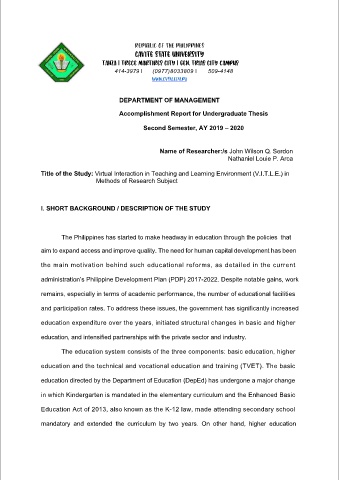 REPUBLIC OF THE PHILIPPINES
CAVITE STATE UNIVERSITY
TANZA | TRECE MARTIRES CITY | GEN. TRIAS CITY CAMPUS
414-3979 | (0977)8033809 | 509-4148
www.cvsu.edu.ph
DEPARTMENT OF MANAGEMENT
Accomplishment Report for Undergraduate Thesis
Second Semester, AY 2019 – 2020
Name of Researcher:/s John Wilson Q. Sordon
Nathaniel Louie P. Arca
Title of the Study: Virtual Interaction in Teaching and Learning Environment (V.I.T.L.E.) in
Methods of Research Subject
I. SHORT BACKGROUND / DESCRIPTION OF THE STUDY
The Philippines has started to make headway in education through the policies that
aim to expand access and improve quality. The need for human capital development has been
the main motivation behind such educational reforms, as detailed in the current
administration's Philippine Development Plan (PDP) 2017-2022. Despite notable gains, work
remains, especially in terms of academic performance, the number of educational facilities
and participation rates. To address these issues, the government has significantly increased
education expenditure over the years, initiated structural changes in basic and higher
education, and intensified partnerships with the private sector and industry.
The education system consists of the three components: basic education, higher
education and the technical and vocational education and training (TVET). The basic
education directed by the Department of Education (DepEd) has undergone a major change
in which Kindergarten is mandated in the elementary curriculum and the Enhanced Basic
Education Act of 2013, also known as the K-12 law, made attending secondary school
mandatory and extended the curriculum by two years. On other hand, higher education